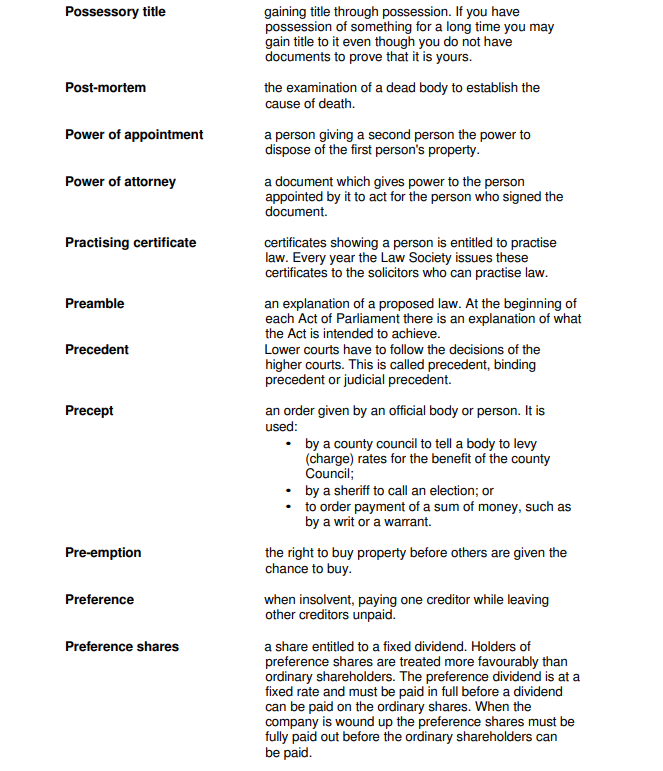 Possessory title gaining title through possession. If you have
possession of something for a long time you may
gain title to it even though you do not have
documents to prove that it is yours.
Post-mortem the examination of a dead body to establish the
cause of death.
Power of appointment a person giving a second person the power to
dispose of the first person's property.
Power of attorney a document which gives power to the person
appointed by it to act for the person who signed the
document.
Practising certificate certificates showing a person is entitled to practise
law. Every year the Law Society issues these
certificates to the solicitors who can practise law.
Preamble an explanation of a proposed law. At the beginning of
each Act of Parliament there is an explanation of what
the Act is intended to achieve.
Precedent Lower courts have to follow the decisions of the
higher courts. This is called precedent, binding
precedent or judicial precedent.
Precept an order given by an official body or person. It is
used:
• by a county council to tell a body to levy
(charge) rates for the benefit of the county
Council;
• by a sheriff to call an election; or
• to order payment of a sum of money, such as
by a writ or a warrant.
Pre-emption the right to buy property before others are given the
chance to buy.
Preference when insolvent, paying one creditor while leaving
other creditors unpaid.
Preference shares a share entitled to a fixed dividend. Holders of
preference shares are treated more favourably than
ordinary shareholders. The preference dividend is at a
fixed rate and must be paid in full before a dividend
can be paid on the ordinary shares. When the
company is wound up the preference shares must be
fully paid out before the ordinary shareholders can
be paid.